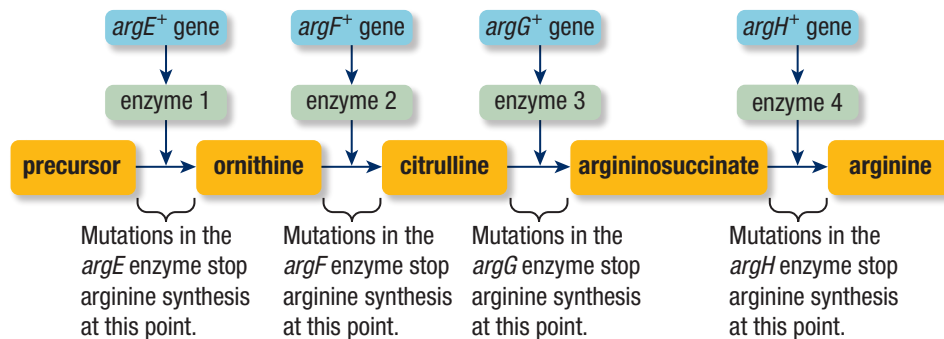 argE+ gene
argF+ gene
argG+ gene
argH+ gene
enzyme 1
enzyme 2
enzyme 3
enzyme 4
precursor
ornithine
citrulline
argininosuccinate
arginine
Mutations in the
argE enzyme stop
arginine synthesis
at this point.
Mutations in the
argF enzyme stop
arginine synthesis
at this point.
Mutations in the
argG enzyme stop
arginine synthesis
at this point.
Mutations in the
argH enzyme stop
arginine synthesis
at this point.